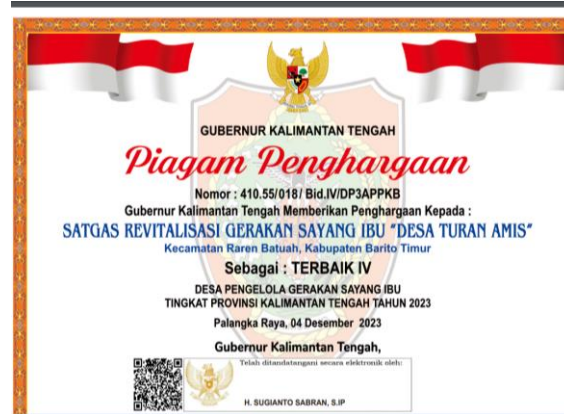 GUBERNUR KALIMANTAN TENGAH
Piagam Penghargaan
Nomor : 410.55/018/ Bid.IV/DP3APPKB
Gubernur Kalimantan Tengah Memberikan Penghargaan Kepada :
SATGAS REVITALISASI GERAKAN SAYANG IBU "DESA TURAN AMIS"
Kecamatan Raren Batuah, Kabupaten Barito Timur
Sebagai : TERBAIK IV
DESA PENGELOLA GERAKAN SAYANG IBU
TINGKAT PROVINSI KALIMANTAN TENGAH TAHUN 2023
Palangka Raya, 04 Desember 2023
Gubernur Kalimantan Tengah,
Telah ditandatangani secara elektronik oleh:
H. SUGIANTO SABRAN, S.IP